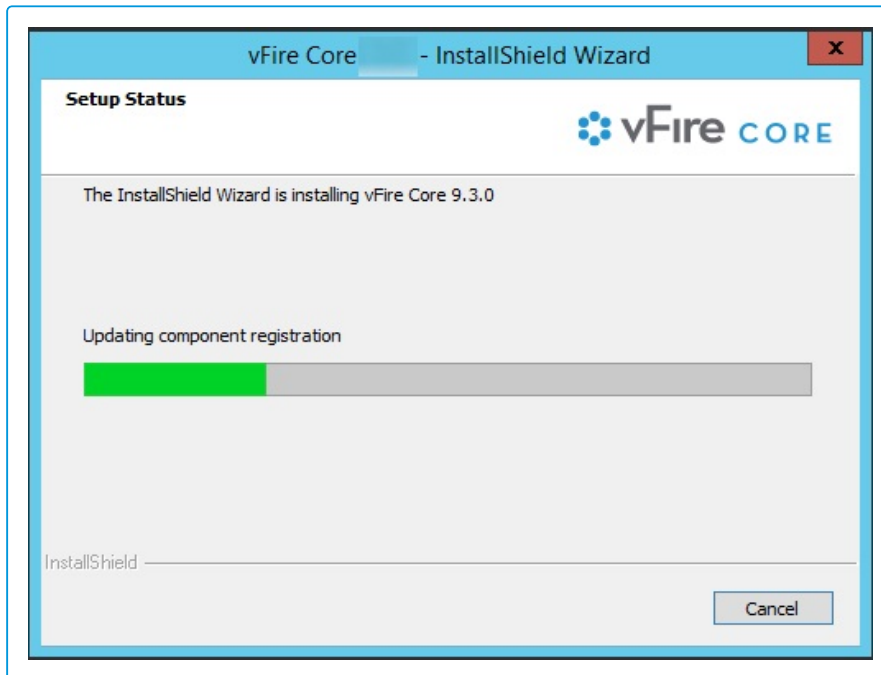 vFire Core - InstallShield Wizard
x
Setup Status
vFire CORE
The InstallShield Wizard is installing vFire Core 9.3.0
Updating component registration
InstallShield
Cancel